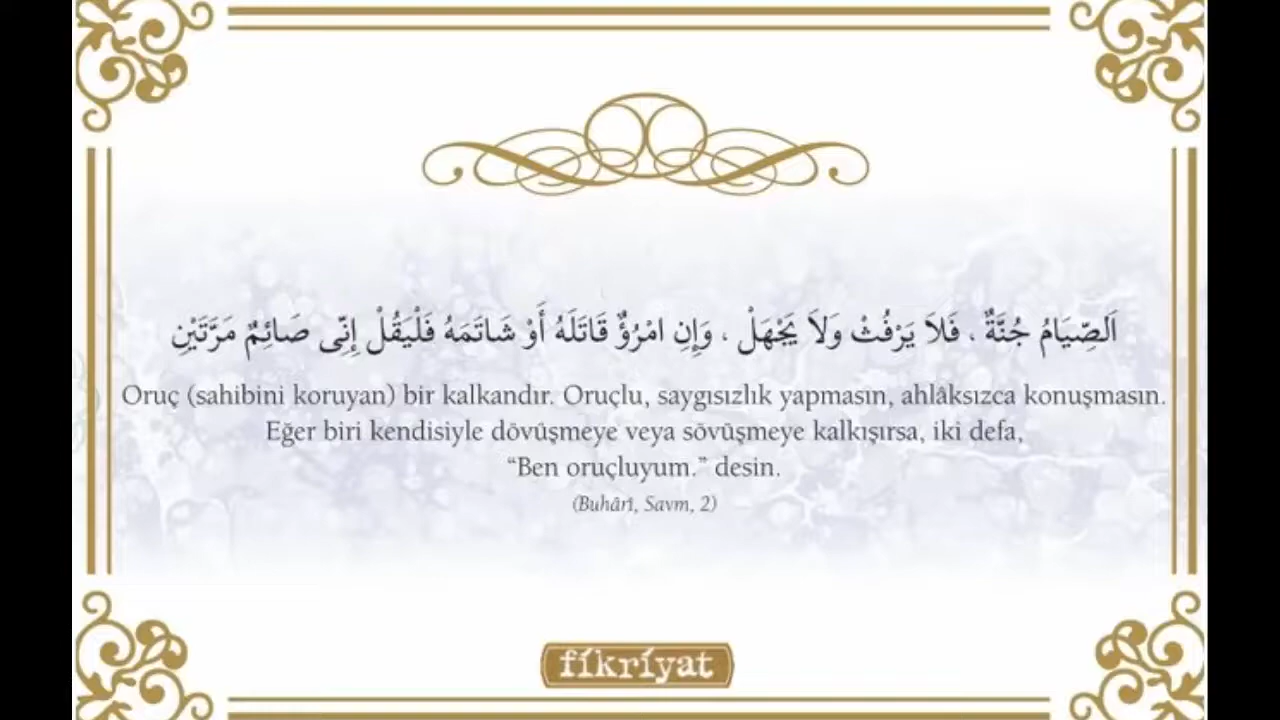 اَلصِّيَامُ جُنَّةٌ ، فَلاَ يَرْفُثْ وَلاَ يَجْهَلْ ، وَإِنِ امْرُؤٌ قَاتَلَهُ أَوْ شَاتَمَهُ فَلْيَقُلْ إِنِّى صَائِمٌ مَرَّتَيْنِ
Oruç (sahibini koruyan) bir kalkandır. Oruçlu, saygısızlık yapmasın, ahlâksızca konuşmasın.
Eğer biri kendisiyle dövüşmeye veya sövüşmeye kalkışırsa, iki defa,
“Ben oruçluyum.” desin.
(Buhârî, Savm, 2)
fikriyat